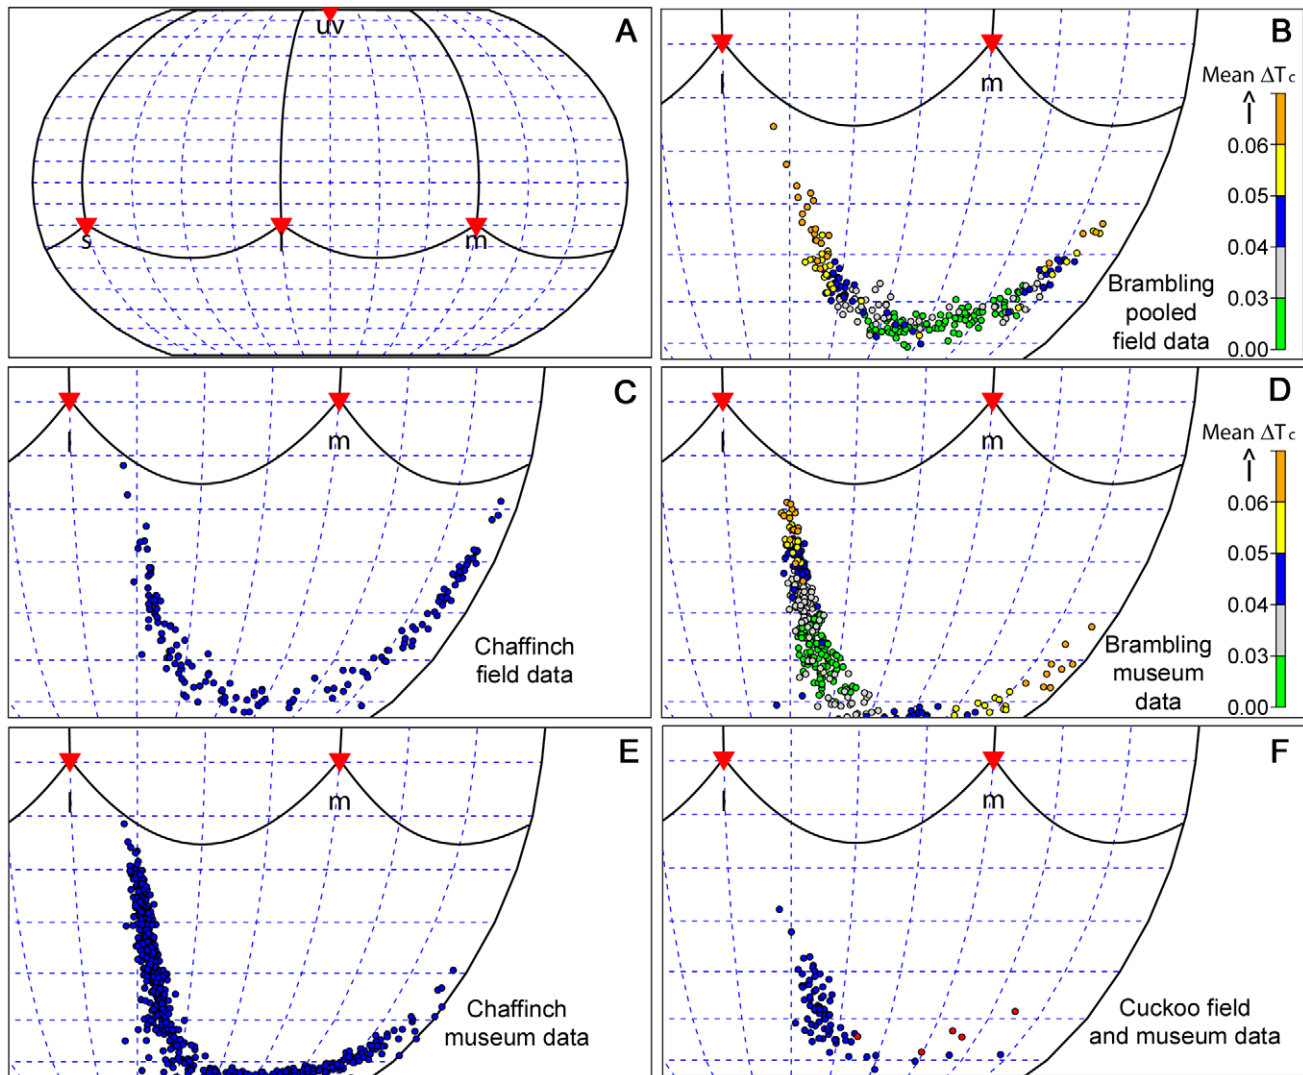 A
uv
s
l
m
B
l
m
Mean ΔTc
0.06
0.05
0.04
0.03
0.00
Brambling
pooled
field data
C
l
m
Chaffinch
field data
D
l
m
Mean ΔTc
0.06
0.05
0.04
0.03
0.00
Brambling
museum
data
E
l
m
Chaffinch
museum data
F
l
m
Cuckoo field
and museum data